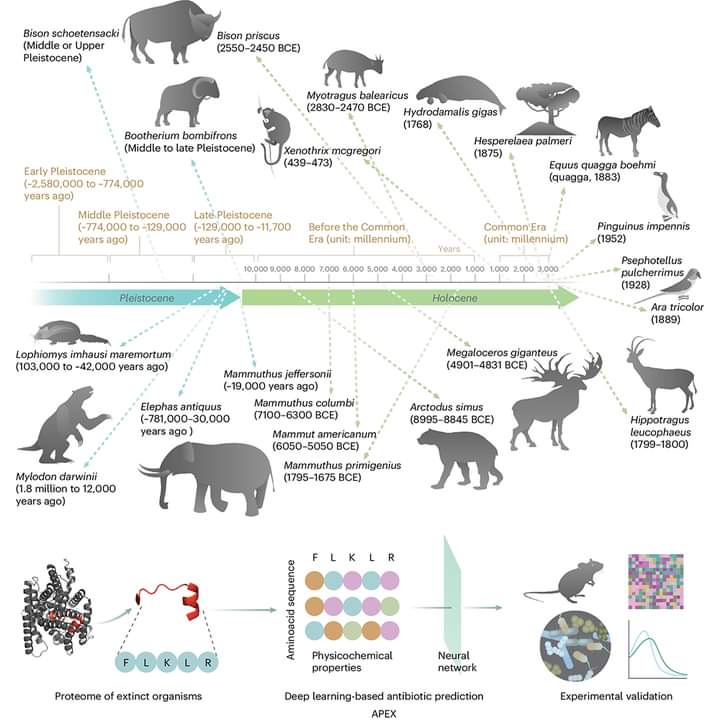 Bison schoetensacki
(Middle or Upper
Pleistocene)
Bison priscus
(2550–2450 BCE)
Bootherium bombifrons
(Middle to late Pleistocene)
Xenothrix mcgregori
(439–473)
Myotragus balearicus
(2830–2470 BCE)
Hydrodamalis gigas
(1768)
Hesperelaea palmeri
(1875)
Equus quagga boehmi
(quagga, 1883)
Pinguinus impennis
(1952)
Psephotellus
pulcherrimus
(1928)
Ara tricolor
(1889)
Early Pleistocene
(~2,580,000 to ~774,000
years ago)
Middle Pleistocene
(~774,000 to ~129,000
years ago)
Late Pleistocene
(~129,000 to ~11,700
years ago)
Before the Common
Era (unit: millennium)
Years
Common Era
(unit: millennium)
10,000 9,000 8,000 7,000 6,000 5,000 4,000 3,000 2,000 1,000 1,000 2,000 3,000
Pleistocene
Holocene
Lophiomys imhausi maremortum
(103,000 to ~42,000 years ago)
Mylodon darwinii
(1.8 million to 12,000
years ago)
Elephas antiquus
(~781,000–30,000
years ago )
Mammuthus jeffersonii
(~19,000 years ago)
Mammuthus columbi
(7100–6300 BCE)
Mammut americanum
(6050–5050 BCE)
Mammuthus primigenius
(1795–1675 BCE)
Arctodus simus
(8995–8845 BCE)
Megaloceros giganteus
(4901–4831 BCE)
Hippotragus
leucophaeus
(1799–1800)
F L K L R
Proteome of extinct organisms
Aminoacid sequence
F L K L R
Physicochemical
properties
Neural
network
Deep learning-based antibiotic prediction
APEX
Experimental validation